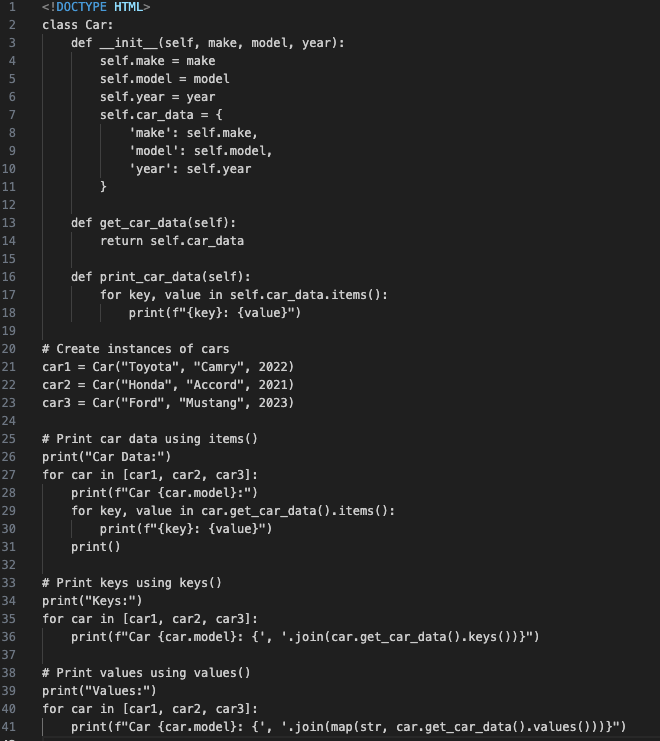 1 <!DOCTYPE HTML>
2 class Car:
3     def __init__(self, make, model, year):
4         self.make = make
5         self.model = model
6         self.year = year
7         self.car_data = {
8             'make': self.make,
9             'model': self.model,
10             'year': self.year
11         }
12
13     def get_car_data(self):
14         return self.car_data
15
16     def print_car_data(self):
17         for key, value in self.car_data.items():
18             print(f"{key}: {value}")
19
20 # Create instances of cars
21 car1 = Car("Toyota", "Camry", 2022)
22 car2 = Car("Honda", "Accord", 2021)
23 car3 = Car("Ford", "Mustang", 2023)
24
25 # Print car data using items()
26 print("Car Data:")
27 for car in [car1, car2, car3]:
28     print(f"Car {car.model}:")
29     for key, value in car.get_car_data().items():
30         print(f"{key}: {value}")
31     print()
32
33 # Print keys using keys()
34 print("Keys:")
35 for car in [car1, car2, car3]:
36     print(f"Car {car.model}: {', '.join(car.get_car_data().keys())}")
37
38 # Print values using values()
39 print("Values:")
40 for car in [car1, car2, car3]:
41     print(f"Car {car.model}: {', '.join(map(str, car.get_car_data().values()))}")